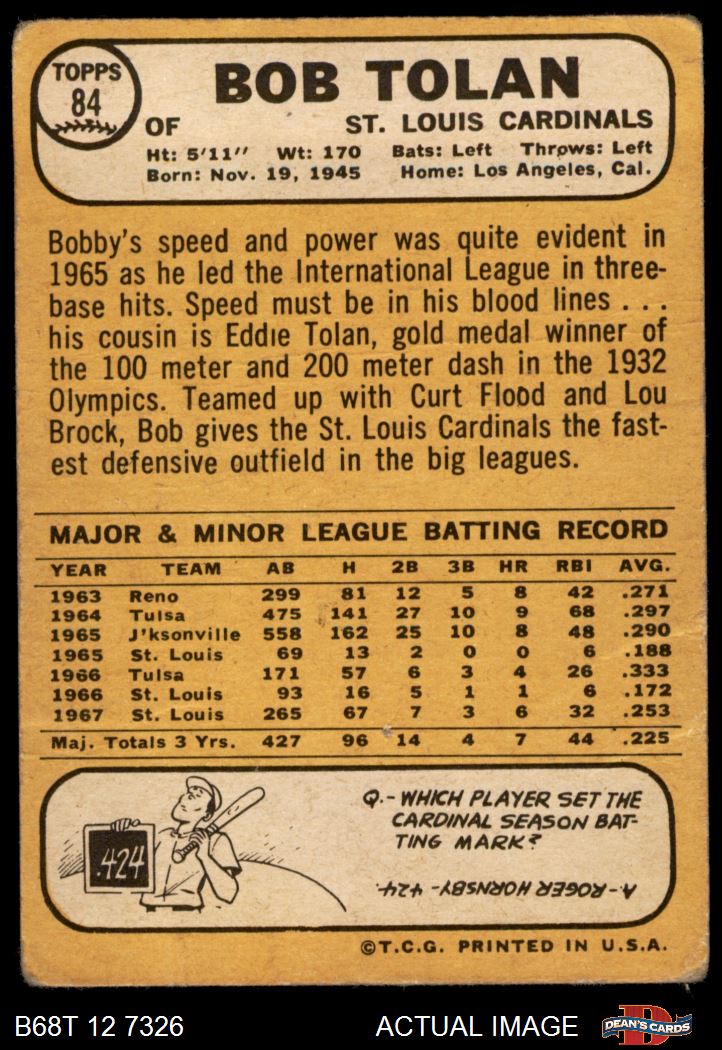 TOPPS
84
BOB TOLAN
OF ST. LOUIS CARDINALS
Ht: 5'11" Wt: 170 Bats: Left Throws: Left
Born: Nov. 19, 1945 Home: Los Angeles, Cal.
Bobby's speed and power was quite evident in
1965 as he led the International League in three-
base hits. Speed must be in his blood lines . . .
his cousin is Eddie Tolan, gold medal winner of
the 100 meter and 200 meter dash in the 1932
Olympics. Teamed up with Curt Flood and Lou
Brock, Bob gives the St. Louis Cardinals the fast-
est defensive outfield in the big leagues.
MAJOR & MINOR LEAGUE BATTING RECORD
YEAR TEAM AB H 2B 3B HR RBI AVG.
1963 Reno 299 81 12 5 8 42 .271
1964 Tulsa 475 141 27 10 9 68 .297
1965 J'ksonville 558 162 25 10 8 48 .290
1965 St. Louis 69 13 2 0 0 6 .188
1966 Tulsa 171 57 6 3 4 26 .333
1966 St. Louis 93 16 5 1 1 6 .172
1967 St. Louis 265 67 7 3 6 32 .253
Maj. Totals 3 Yrs. 427 96 14 4 7 44 .225
.424
Q.- WHICH PLAYER SET THE
CARDINAL SEASON BAT-
TING MARK?
A-ROGER HORNSBY-.424.
©T.C.G. PRINTED IN U.S.A.
B68T 12 7326 ACTUAL IMAGE DEAN'S CARDS